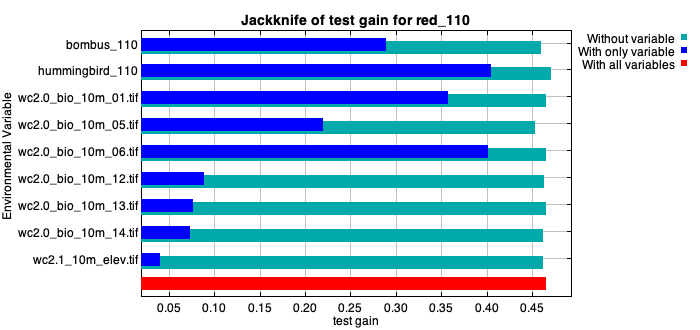 Jackknife of test gain for red_110
Without variable
With only variable
With all variables
Environmental Variable
bombus_110
hummingbird_110
wc2.0_bio_10m_01.tif
wc2.0_bio_10m_05.tif
wc2.0_bio_10m_06.tif
wc2.0_bio_10m_12.tif
wc2.0_bio_10m_13.tif
wc2.0_bio_10m_14.tif
wc2.1_10m_elev.tif
0.05 0.10 0.15 0.20 0.25 0.30 0.35 0.40 0.45
test gain